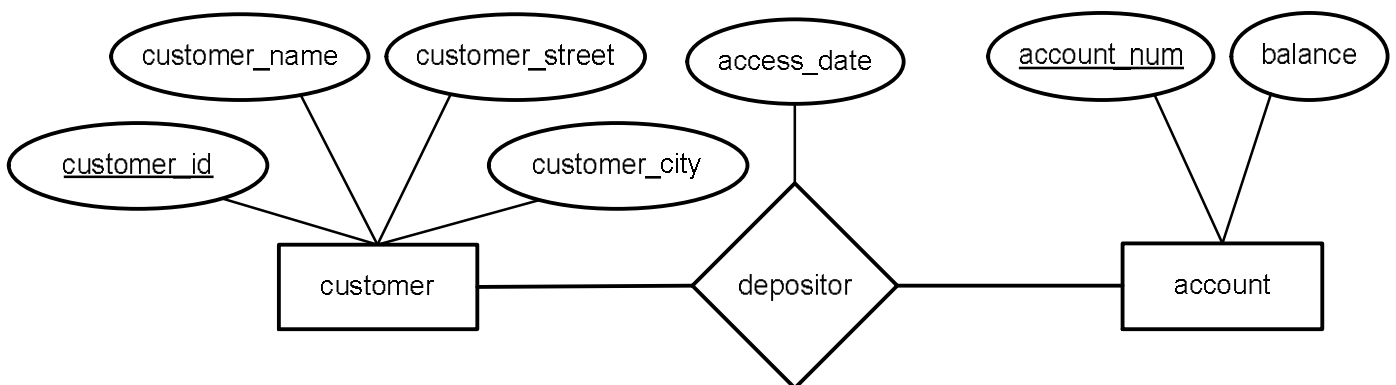 customer_name
customer_street
access_date
account_num
balance
customer_id
customer_city
customer
depositor
account